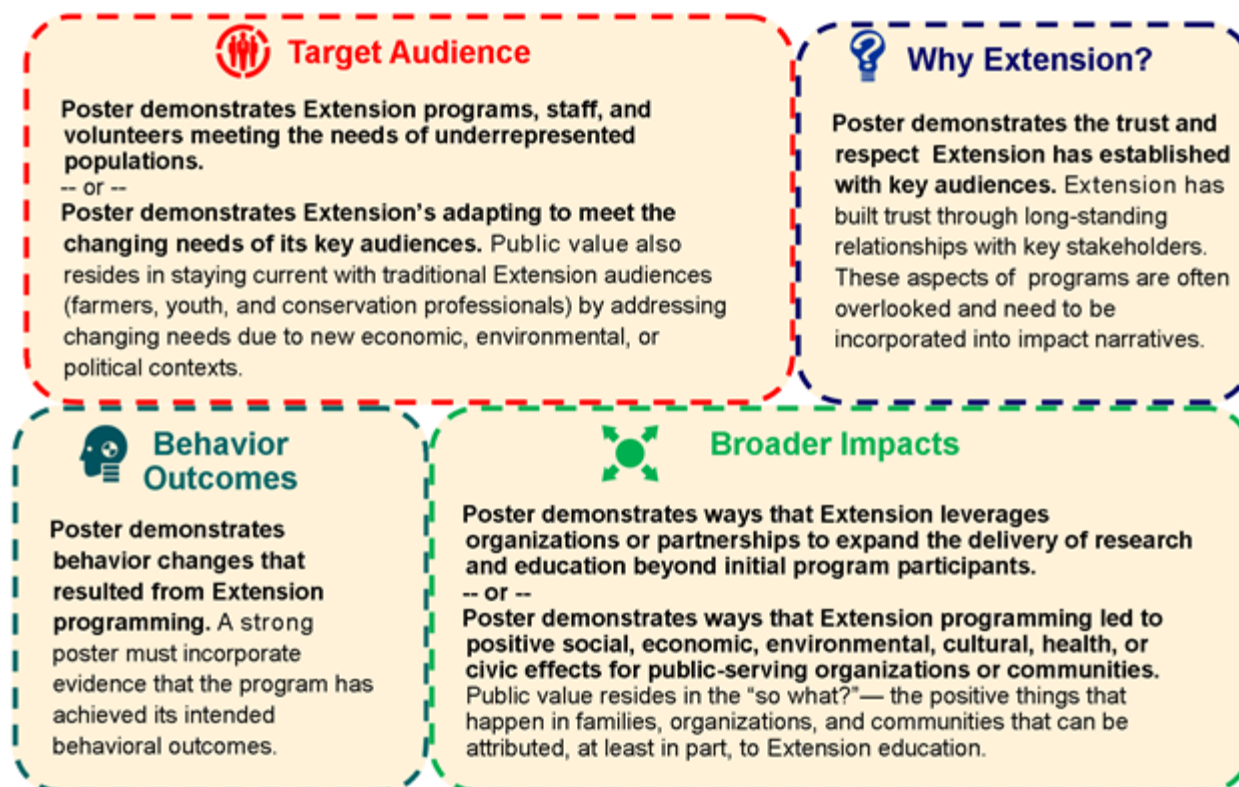 Target Audience
Poster demonstrates Extension programs, staff, and
volunteers meeting the needs of underrepresented
populations.
-- or --
Poster demonstrates Extension’s adapting to meet the
changing needs of its key audiences. Public value also
resides in staying current with traditional Extension audiences
(farmers, youth, and conservation professionals) by addressing
changing needs due to new economic, environmental, or
political contexts.
Why Extension?
Poster demonstrates the trust and
respect Extension has established
with key audiences. Extension has
built trust through long-standing
relationships with key stakeholders.
These aspects of programs are often
overlooked and need to be
incorporated into impact narratives.
Behavior
Outcomes
Poster demonstrates
behavior changes that
resulted from Extension
programming. A strong
poster must incorporate
evidence that the program has
achieved its intended
behavioral outcomes.
Broader Impacts
Poster demonstrates ways that Extension leverages
organizations or partnerships to expand the delivery of research
and education beyond initial program participants.
-- or --
Poster demonstrates ways that Extension programming led to
positive social, economic, environmental, cultural, health, or
civic effects for public-serving organizations or communities.
Public value resides in the “so what?”— the positive things that
happen in families, organizations, and communities that can be
attributed, at least in part, to Extension education.